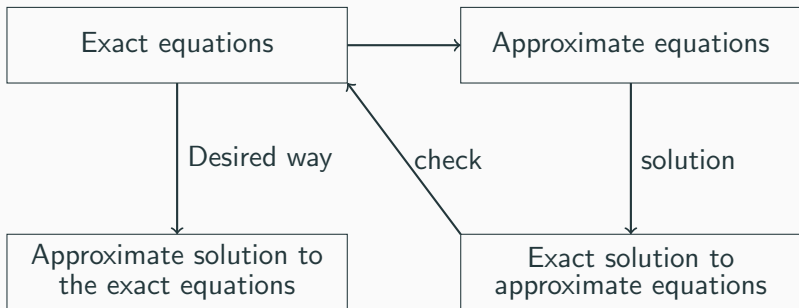 Exact equations
Approximate equations
Desired way
check
solution
Approximate solution to
the exact equations
Exact solution to
approximate equations